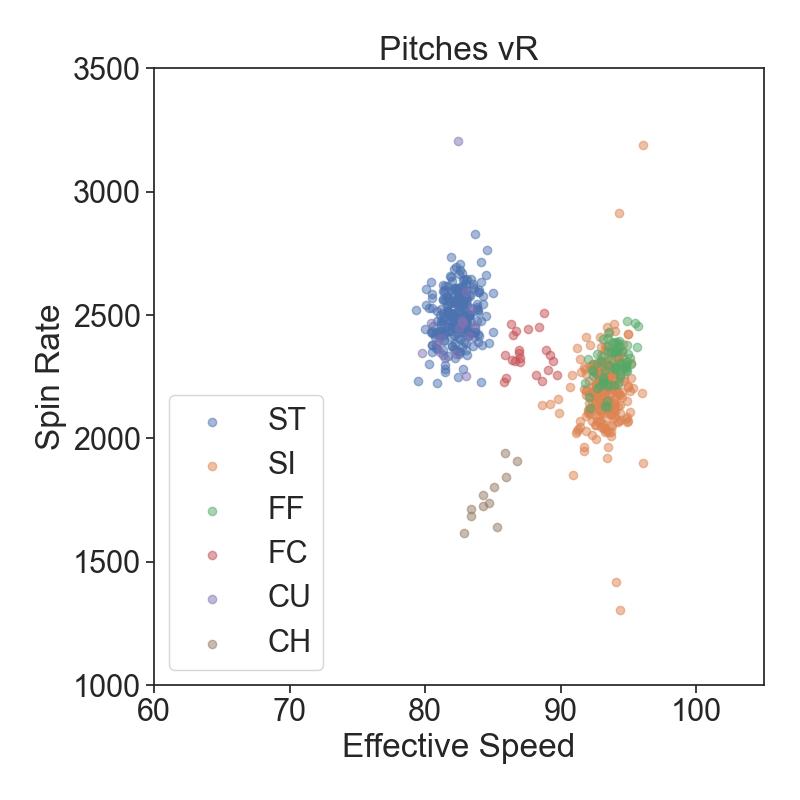 Pitches vR
3500
3000
2500
2000
1500
1000
Spin Rate
ST
SI
FF
FC
CU
CH
60 70 80 90 100
Effective Speed